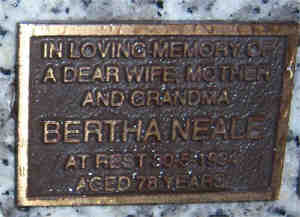 IN LOVING MEMORY OF
A DEAR WIFE, MOTHER
AND GRANDMA
BERTHA NEALE
AT REST
AGED 78 YEARS